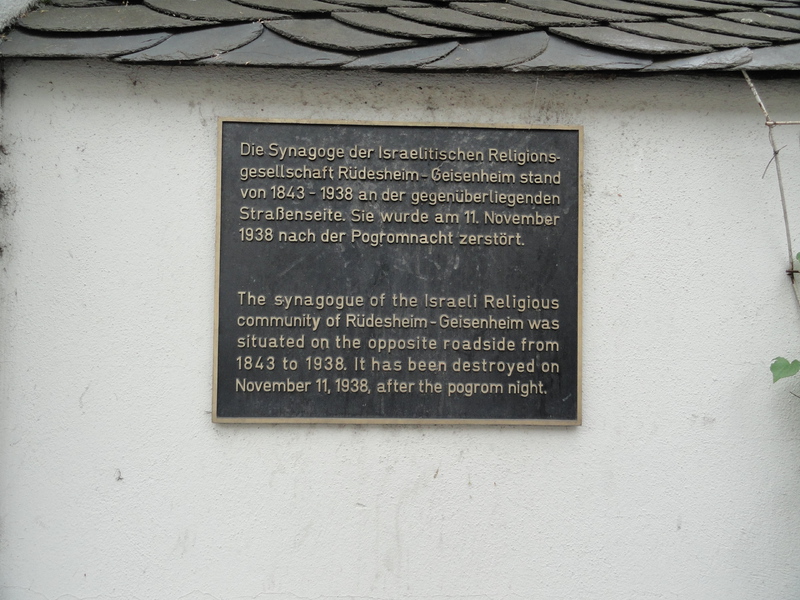 Die Synagoge der Israelitischen Religions-
gesellschaft Rüdesheim-Geisenheim stand
von 1843 - 1938 an der gegenüberliegenden
Straßenseite. Sie wurde am 11. November
1938 nach der Pogromnacht zerstört.
The synagogue of the Israeli Religious
community of Rüdesheim-Geisenheim was
situated on the opposite roadside from
1843 to 1938. It has been destroyed on
November 11, 1938, after the pogrom night.